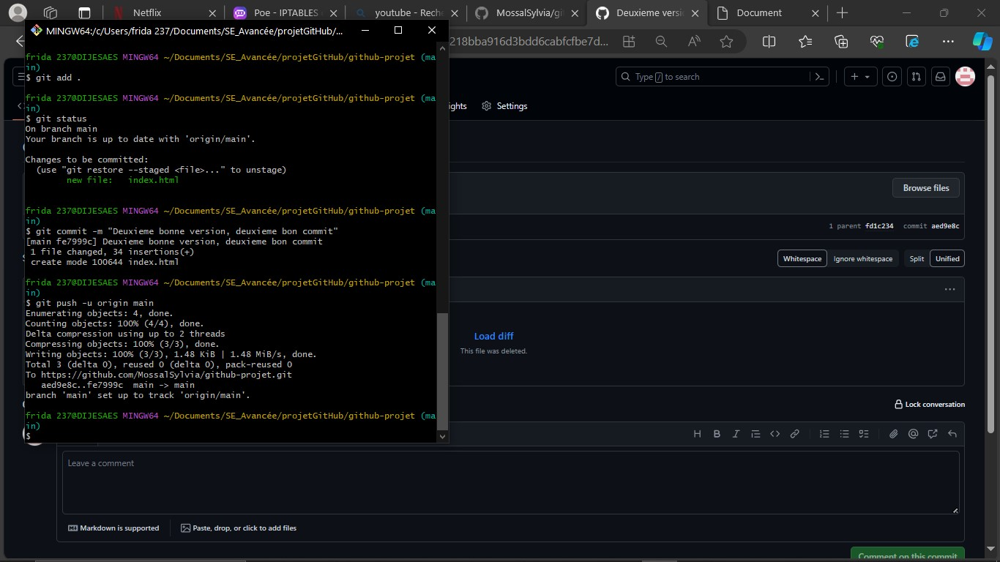 Netflix
Poe - IPTABLES
youtube - Reche
MossalSylvia/gi
Deuxieme versi
Document
MINGW64:/c/Users/frida 237/Documents/SE_Avancée/projetGitHub/...
218bba916d3bdd6cabfcfbe7d...
frida 237@DIJESAES MINGW64 ~/Documents/SE_Avancée/projetGitHub/github-projet (ma
in)
$ git add .
Type / to search
frida 237@DIJESAES MINGW64 ~/Documents/SE_Avancée/projetGitHub/github-projet (ma
in)
ights
Settings
$ git status
On branch main
Your branch is up to date with 'origin/main'.
Changes to be committed:
(use "git restore --staged <file>..." to unstage)
new file:   index.html
Browse files
frida 237@DIJESAES MINGW64 ~/Documents/SE_Avancée/projetGitHub/github-projet (ma
in)
1 parent fd1c234 commit aed9e8c
$ git commit -m "Deuxieme bonne version, deuxieme bon commit"
[main fe7999c] Deuxieme bonne version, deuxieme bon commit
1 file changed, 34 insertions(+)
create mode 100644 index.html
Whitespace Ignore whitespace Split Unified
frida 237@DIJESAES MINGW64 ~/Documents/SE_Avancée/projetGitHub/github-projet (ma
in)
$ git push -u origin main
Enumerating objects: 4, done.
Counting objects: 100% (4/4), done.
Delta compression using up to 2 threads
Compressing objects: 100% (3/3), done.
Writing objects: 100% (3/3), 1.48 KiB | 1.48 MiB/s, done.
Total 3 (delta 0), reused 0 (delta 0), pack-reused 0
To https://github.com/MossalSylvia/github-projet.git
aed9e8c..fe7999c  main -> main
branch 'main' set up to track 'origin/main'.
Load diff
This file was deleted.
frida 237@DIJESAES MINGW64 ~/Documents/SE_Avancée/projetGitHub/github-projet (ma
in)
$
Lock conversation
Leave a comment
Markdown is supported
Paste, drop, or click to add files
Comment on this commit